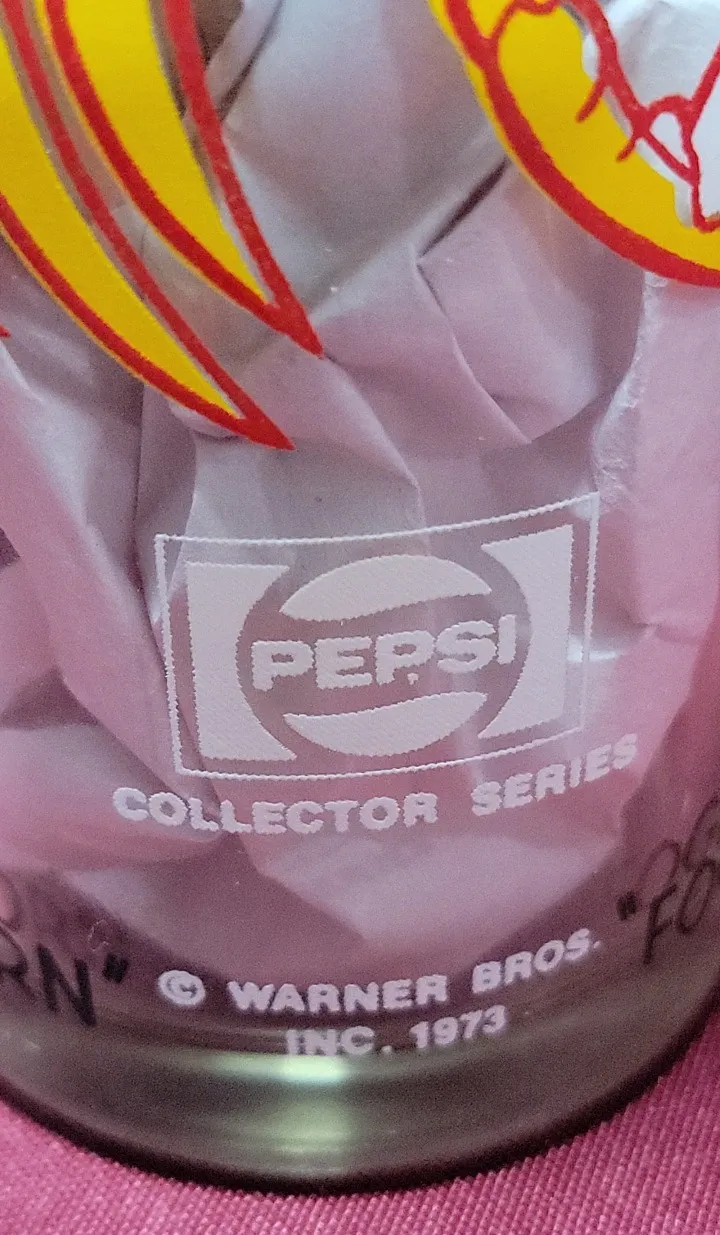 PEPSI
COLLECTOR SERIES
© WARNER BROS.
INC. 1973